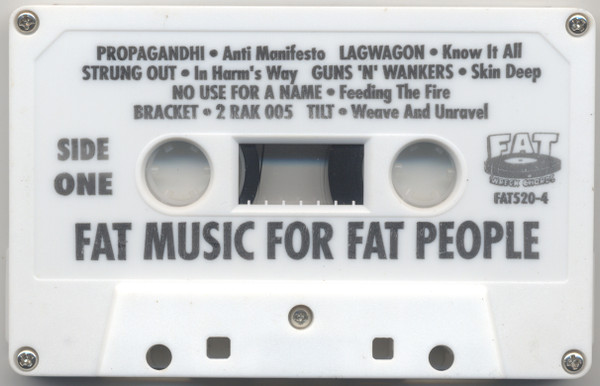 PROPAGANDHI • Anti Manifesto LAGWAGON • Know It All
STRUNG OUT • In Harm's Way GUNS 'N' WANKERS • Skin Deep
NO USE FOR A NAME • Feeding The Fire
BRACKET • 2 RAK 005 TILT • Weave And Unravel
SIDE
ONE
FAT
FAT520-4
FAT MUSIC FOR FAT PEOPLE